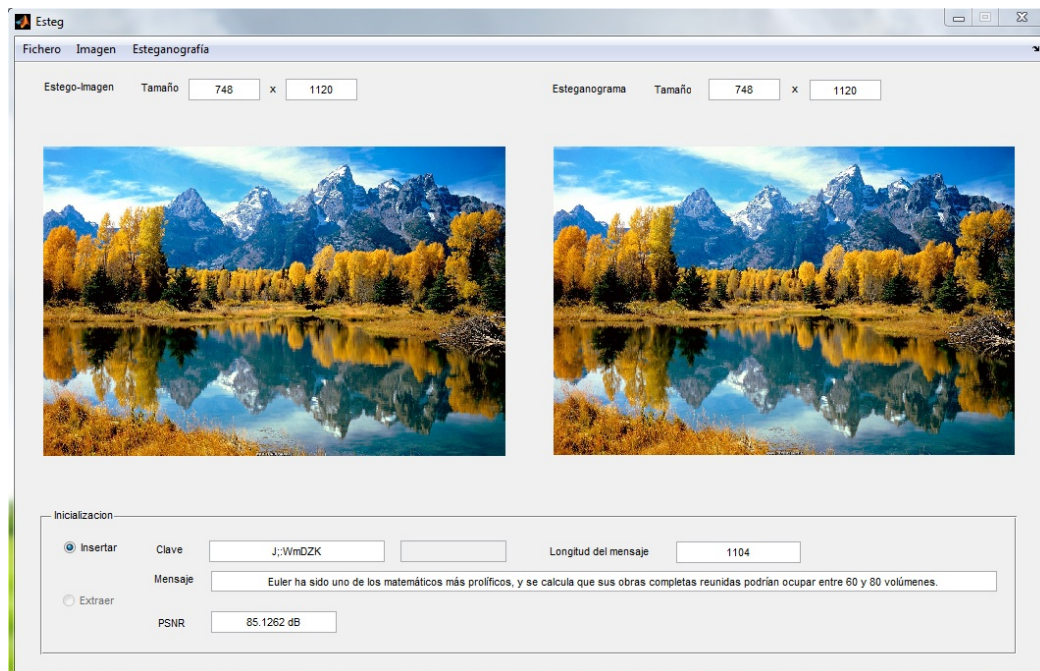 Esteg
Fichero Imagen Esteganografía
Estego-Imagen Tamaño 748 x 1120
Esteganograma Tamaño 748 x 1120
Inicializacion
Insertar Clave J;:WmDZK Longitud del mensaje 1104
Mensaje Euler ha sido uno de los matemáticos más prolíficos, y se calcula que sus obras completas reunidas podrían ocupar entre 60 y 80 volúmenes.
Extraer
PSNR 85.1262 dB